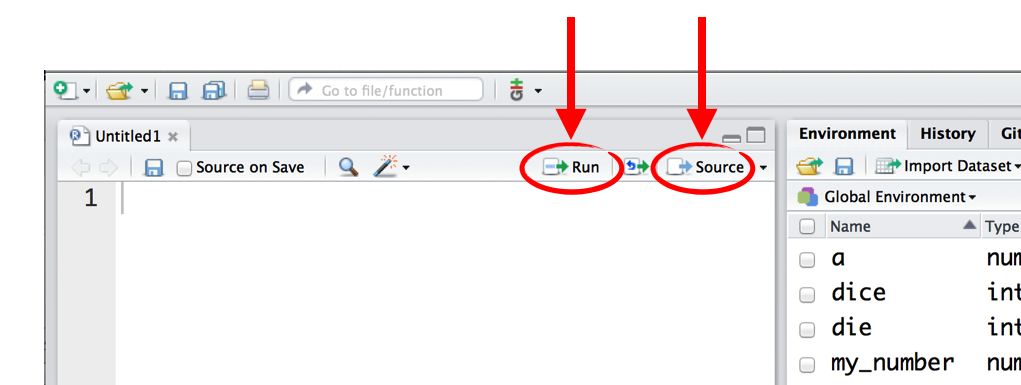 Go to file/function
Untitled1
Environment History Git
Source on Save Run Source
Import Dataset
1
Global Environment
Name Type
a num
dice int
die int
my_number num